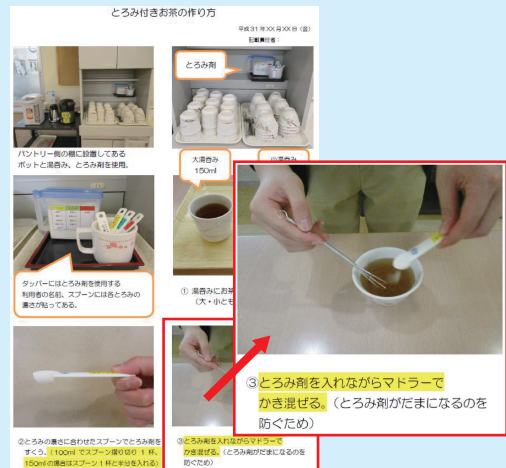 とろみ付きお茶の作り方
平成31年XX月XX日（金）
記載責任者：
とろみ剤
パントリー側の棚に設置してある
ポットと湯呑み、とろみ剤を使用。
大湯呑み
150ml
小湯呑み
タッパーにはとろみ剤を使用する
利用者の名前、スプーンには各とろみの
濃さが貼ってある。
① 湯呑みにお茶
（大・小とも
②とろみの濃さに合わせたスプーンでとろみ剤を
すくう。（100ml でスプーン摺り切り 1 杯。
150mlの場合はスプーン1杯と半分を入れる）
③とろみ剤を入れながらマドラーで
かき混ぜる。（とろみ剤がだまになるのを
防ぐため）
③とろみ剤を入れながらマドラーで
かき混ぜる。（とろみ剤がだまになるのを
防ぐため）